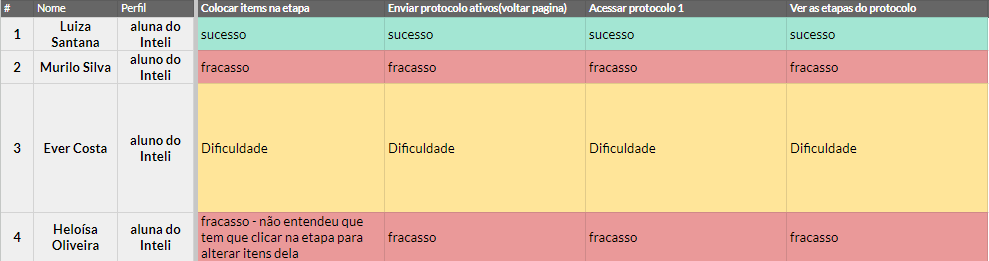 # Nome Perfil Colocar items na etapa Enviar protocolo ativos(voltar pagina) Acessar protocolo 1 Ver as etapas do protocolo
1 Luiza Santana aluna do Inteli sucesso sucesso sucesso sucesso
2 Murilo Silva aluno do Inteli fracasso fracasso fracasso fracasso
3 Ever Costa aluno do Inteli Dificuldade Dificuldade Dificuldade Dificuldade
4 Heloísa Oliveira aluna do Inteli fracasso - não entendeu que tem que clicar na etapa para alterar itens dela fracasso fracasso fracasso